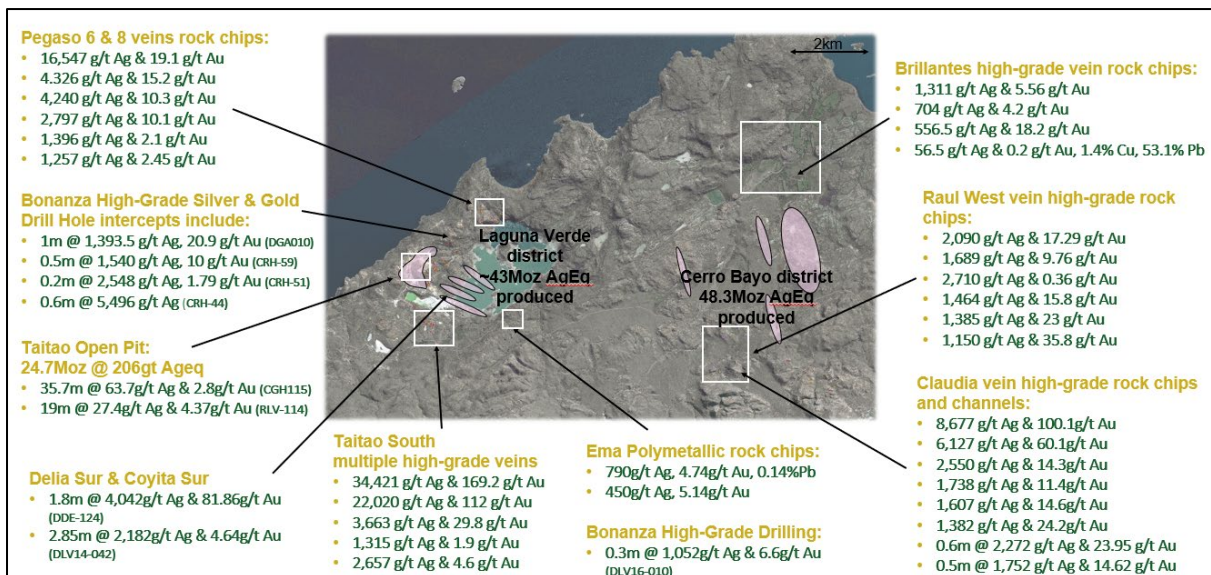 Pegaso 6 & 8 veins rock chips:
• 16,547 g/t Ag & 19.1 g/t Au
• 4.326 g/t Ag & 15.2 g/t Au
• 4,240 g/t Ag & 10.3 g/t Au
• 2,797 g/t Ag & 10.1 g/t Au
• 1,396 g/t Ag & 2.1 g/t Au
• 1,257 g/t Ag & 2.45 g/t Au
Bonanza High-Grade Silver & Gold
Drill Hole intercepts include:
• 1m @ 1,393.5 g/t Ag, 20.9 g/t Au (DGA010)
• 0.5m @ 1,540 g/t Ag, 10 g/t Au (CRH-59)
• 0.2m @ 2,548 g/t Ag, 1.79 g/t Au (CRH-51)
• 0.6m @ 5,496 g/t Ag (CRH-44)
Taitao Open Pit:
24.7Moz @ 206gt Ageq
• 35.7m @ 63.7g/t Ag & 2.8g/t Au (CGH115)
• 19m @ 27.4g/t Ag & 4.37g/t Au (RLV-114)
Delia Sur & Coyita Sur
• 1.8m @ 4,042g/t Ag & 81.86g/t Au
(DDE-124)
• 2.85m @ 2,182g/t Ag & 4.64g/t Au
(DLV14-042)
Taitao South
multiple high-grade veins
• 34,421 g/t Ag & 169.2 g/t Au
• 22,020 g/t Ag & 112 g/t Au
• 3,663 g/t Ag & 29.8 g/t Au
• 1,315 g/t Ag & 1.9 g/t Au
• 2,657 g/t Ag & 4.6 g/t Au
2km
Laguna Verde
district
~43Moz AgEq
produced
Cerro Bayo district
48.3Moz AgEq
produced
Ema Polymetallic rock chips:
• 790g/t Ag, 4.74g/t Au, 0.14%Pb
• 450g/t Ag, 5.14g/t Au
Bonanza High-Grade Drilling:
• 0.3m @ 1,052g/t Ag & 6.6g/t Au
(DLV16-010)
Brillantes high-grade vein rock chips:
• 1,311 g/t Ag & 5.56 g/t Au
• 704 g/t Ag & 4.2 g/t Au
• 556.5 g/t Ag & 18.2 g/t Au
• 56.5 g/t Ag & 0.2 g/t Au, 1.4% Cu, 53.1% Pb
Raul West vein high-grade rock
chips:
• 2,090 g/t Ag & 17.29 g/t Au
• 1,689 g/t Ag & 9.76 g/t Au
• 2,710 g/t Ag & 0.36 g/t Au
• 1,464 g/t Ag & 15.8 g/t Au
• 1,385 g/t Ag & 23 g/t Au
• 1,150 g/t Ag & 35.8 g/t Au
Claudia vein high-grade rock chips
and channels:
• 8,677 g/t Ag & 100.1g/t Au
• 6,127 g/t Ag & 60.1g/t Au
• 2,550 g/t Ag & 14.3g/t Au
• 1,738 g/t Ag & 11.4g/t Au
• 1,607 g/t Ag & 14.6g/t Au
• 1,382 g/t Ag & 24.2g/t Au
• 0.6m @ 2,272 g/t Ag & 23.95 g/t Au
• 0.5m @ 1,752 g/t Ag & 14.62 g/t Au